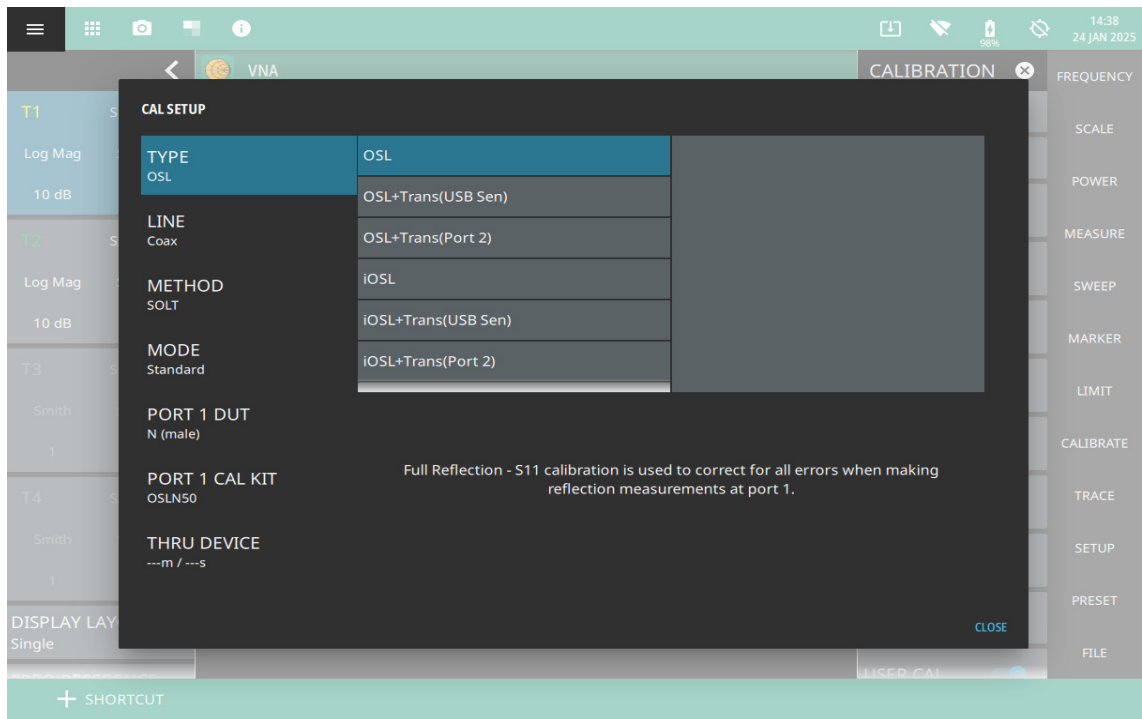 14:38
98%
24 JAN 2025
VNA
CALIBRATION
FREQUENCY
SCALE
POWER
MEASURE
SWEEP
MARKER
LIMIT
CALIBRATE
TRACE
SETUP
PRESET
FILE
T1 S
Log Mag
10 dB
T2 S
Log Mag
10 dB
T3 S
Smith
1
T4 S
Smith
1
DISPLAY LAY
Single
CAL SETUP
TYPE
OSL
LINE
Coax
METHOD
SOLT
MODE
Standard
PORT 1 DUT
N (male)
PORT 1 CAL KIT
OSLN50
THRU DEVICE
---m / ---s
OSL
OSL+Trans(USB Sen)
OSL+Trans(Port 2)
iOSL
iOSL+Trans(USB Sen)
iOSL+Trans(Port 2)
Full Reflection - S11 calibration is used to correct for all errors when making
reflection measurements at port 1.
CLOSE
USER CAL
+ SHORTCUT